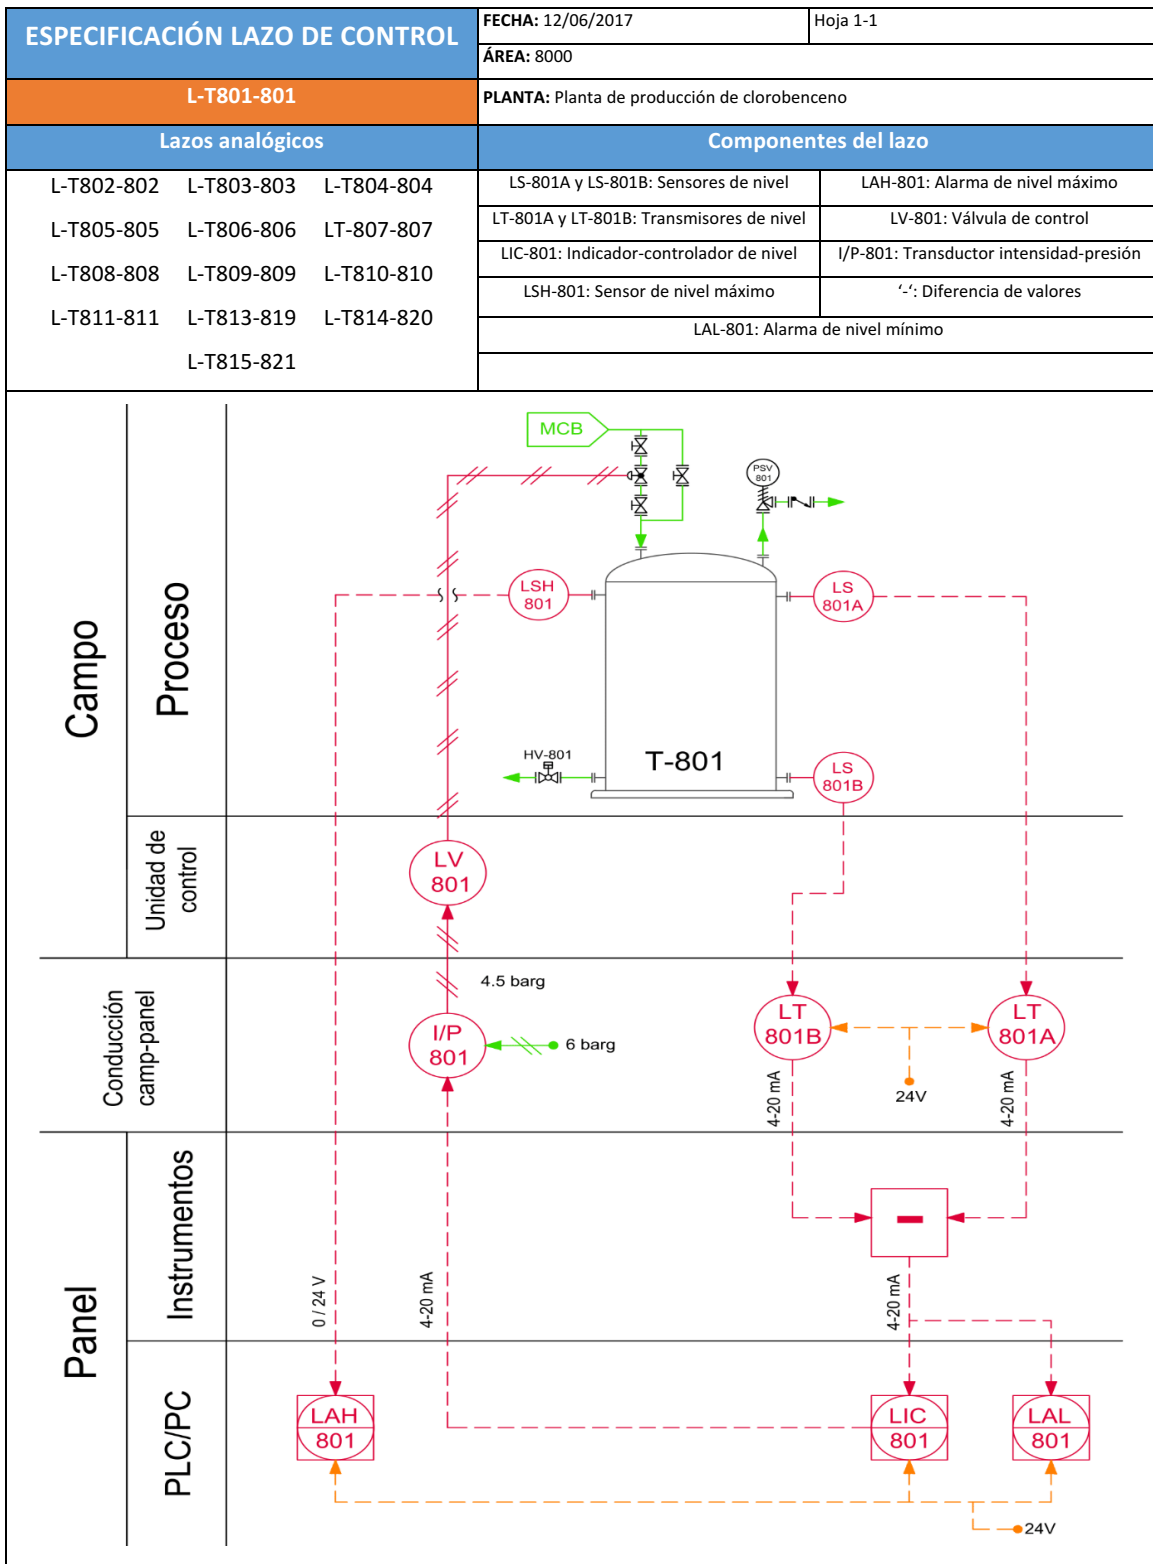 ESPECIFICACIÓN LAZO DE CONTROL
FECHA: 12/06/2017
Hoja 1-1
ÁREA: 8000
L-T801-801
PLANTA: Planta de producción de clorobenceno
Lazos analógicos
Componentes del lazo
L-T802-802 L-T803-803 L-T804-804
L-T805-805 L-T806-806 LT-807-807
L-T808-808 L-T809-809 L-T810-810
L-T811-811 L-T813-819 L-T814-820
L-T815-821
LS-801A y LS-801B: Sensores de nivel
LAH-801: Alarma de nivel máximo
LT-801A y LT-801B: Transmisores de nivel
LV-801: Válvula de control
LIC-801: Indicador-controlador de nivel
I/P-801: Transductor intensidad-presión
LSH-801: Sensor de nivel máximo
‘-‘: Diferencia de valores
LAL-801: Alarma de nivel mínimo
Campo
Proceso
MCB
PSV
801
LSH
801
LS
801A
HV-801
T-801
LS
801B
Unidad de
control
LV
801
Conducción
camp-panel
4.5 barg
I/P
801
6 barg
LT
801B
LT
801A
24V
4-20 mA
4-20 mA
Panel
Instrumentos
0 / 24 V
4-20 mA
-
4-20 mA
PLC/PC
LAH
801
LIC
801
LAL
801
24V